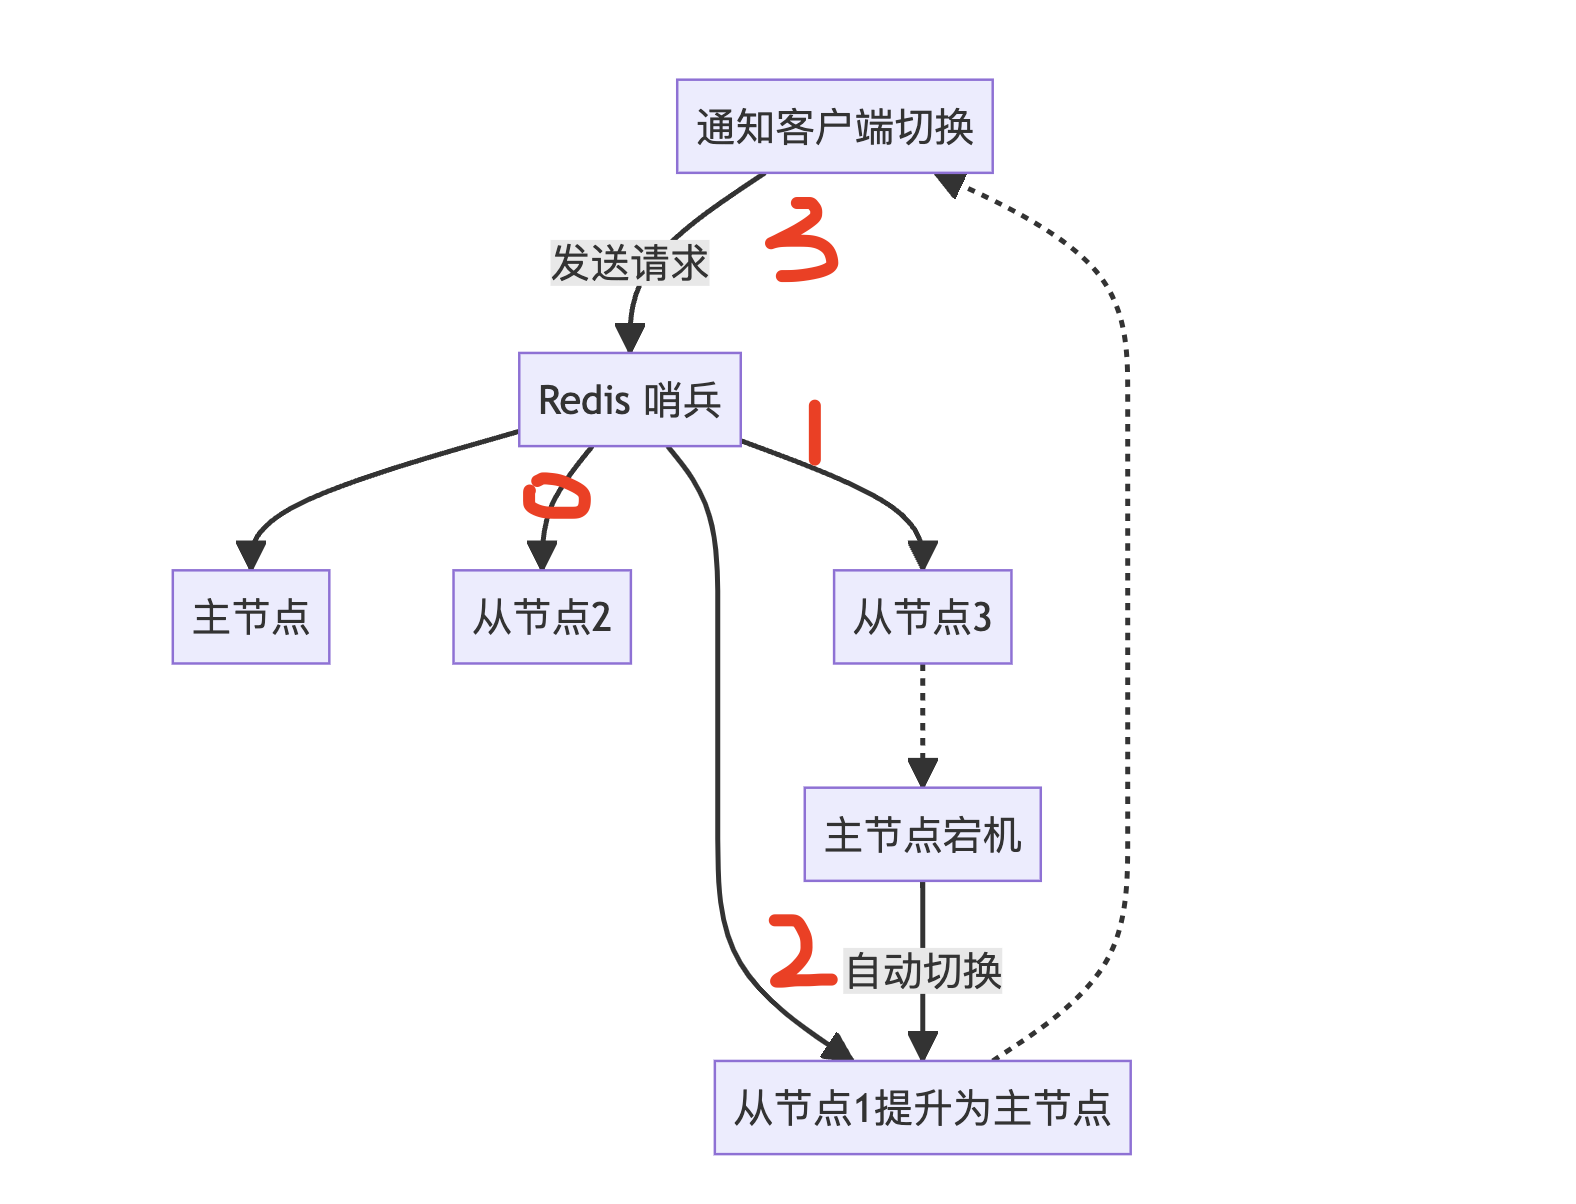 通知客户端切换
3
发送请求
Redis 哨兵
1
0
主节点
从节点2
从节点3
主节点宕机
2
自动切换
从节点1提升为主节点